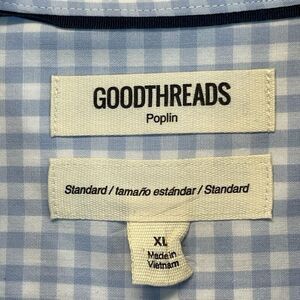 GOODTHREADS
Poplin
Standard / tamaño estándar / Standard
XL
Made in
Vietnam